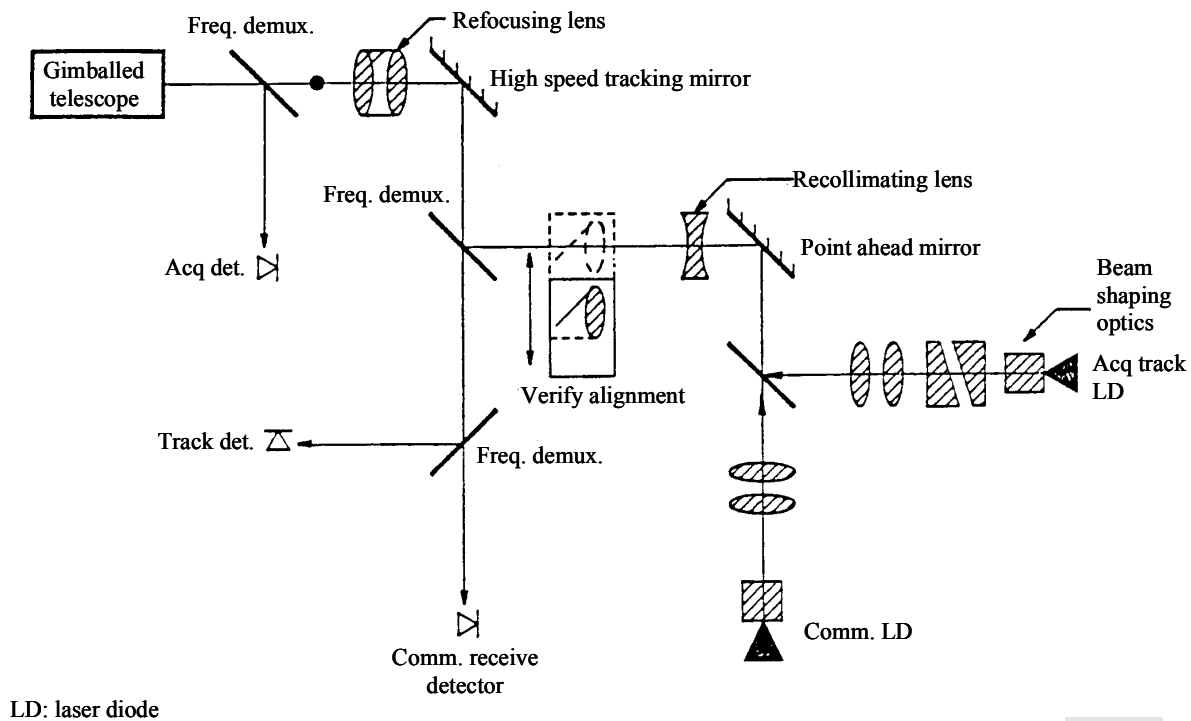 Freq. demux.
Refocusing lens
Gimballed
telescope
High speed tracking mirror
Recollimating lens
Freq. demux.
Point ahead mirror
Acq det.
Beam
shaping
optics
Acq track
LD
Verify alignment
Track det.
Freq. demux.
Comm. LD
Comm. receive
detector
LD: laser diode